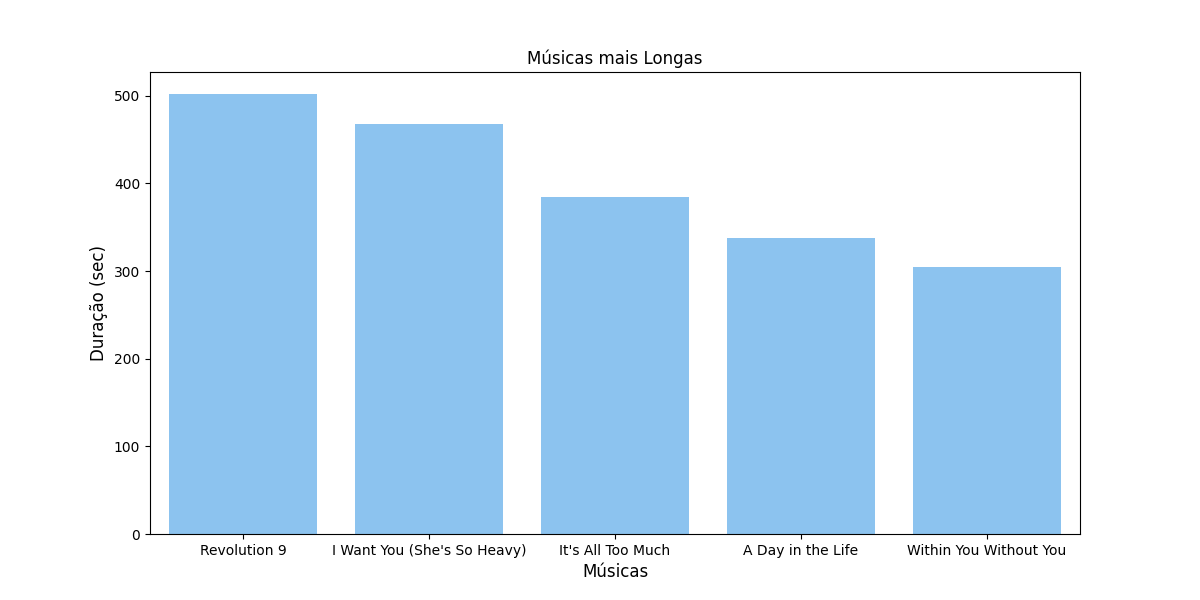 Músicas mais Longas
Duração (sec)
500
400
300
200
100
0
Revolution 9
I Want You (She's So Heavy)
It's All Too Much
A Day in the Life
Within You Without You
Músicas